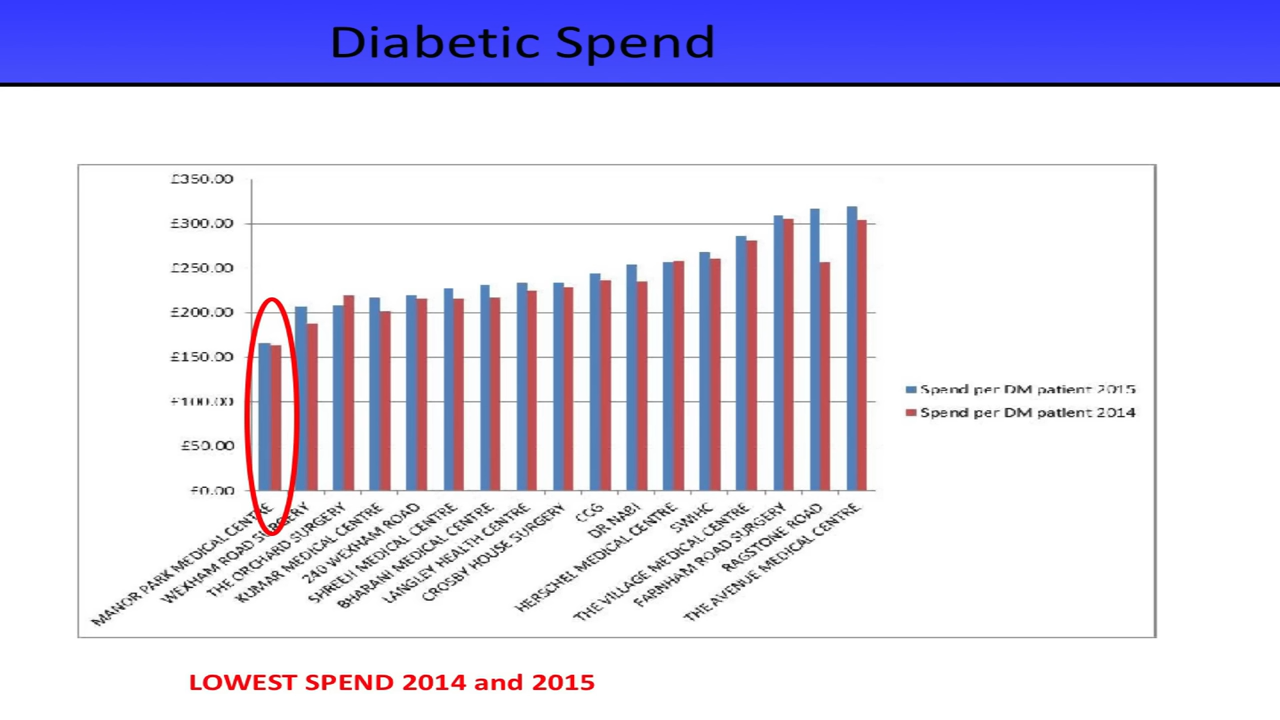 Diabetic Spend
£350.00
£300.00
£250.00
£200.00
£150.00
£100.00
£50.00
£0.00
MANOR PARK MEDICAL CENTRE
WEXHAM ROAD SURGERY
THE ORCHARD SURGERY
KUMAR MEDICAL CENTRE
240 WEXHAM ROAD
SHREEJI MEDICAL CENTRE
BHARANI MEDICAL CENTRE
LANGLEY HEALTH CENTRE
CROSBY HOUSE SURGERY
CCG
DR NABI
HERSCHEL MEDICAL CENTRE
SWIHC
THE VILLAGE MEDICAL CENTRE
FARNHAM ROAD SURGERY
RAGSTONE ROAD
THE AVENUE MEDICAL CENTRE
Spend per DM patient 2015
Spend per DM patient 2014
LOWEST SPEND 2014 and 2015